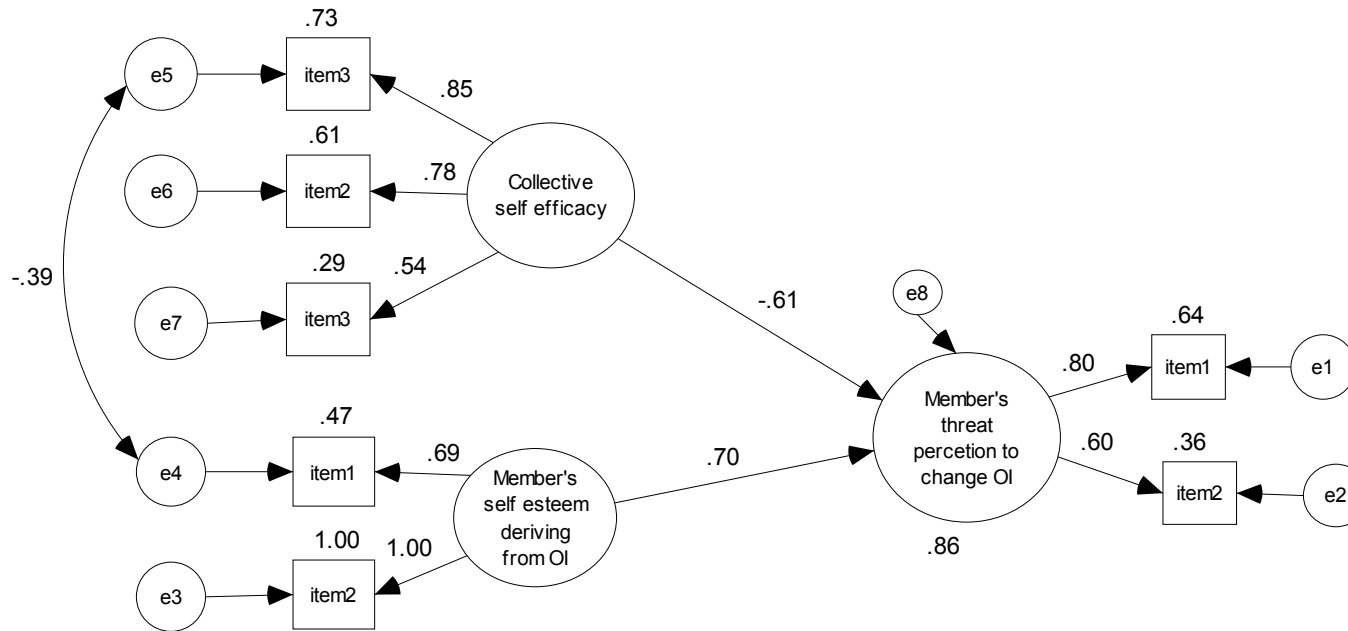 .73
e5
item3
.85
.61
e6
item2
.78
Collective
self efficacy
-.39
.29
.54
e7
item3
-.61
e8
.64
.80
item1
e1
.47
.69
e4
item1
Member's
self esteem
deriving
from OI
.70
Member's
threat
percetion to
change OI
.60
.36
item2
e2
.86
1.00
1.00
e3
item2